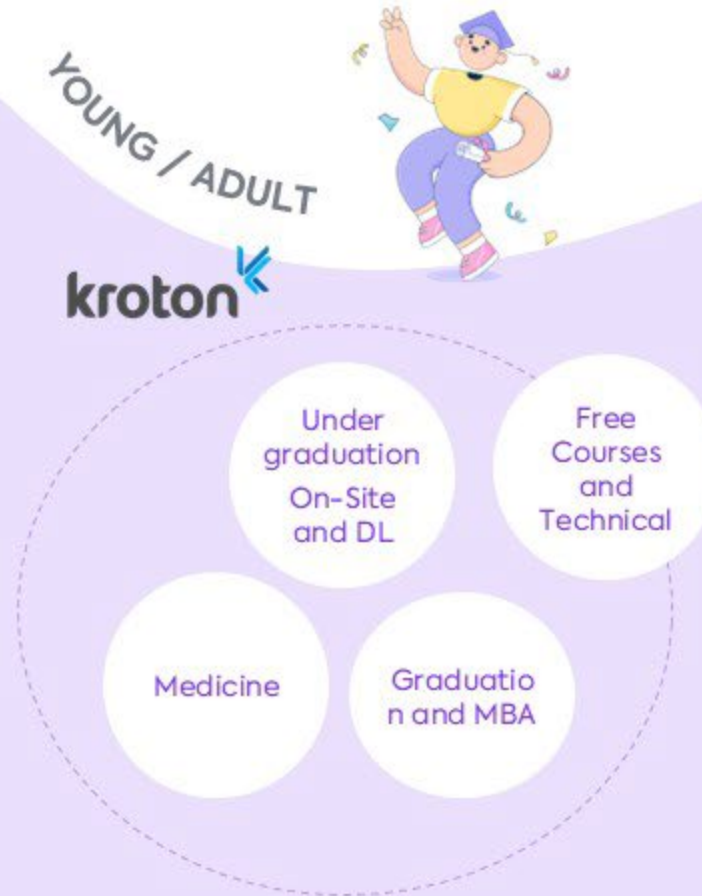 YOUNG / ADULT
kroton
Under
graduation
On-Site
and DL
Free
Courses
and
Technical
Medicine
Graduatio
n and MBA